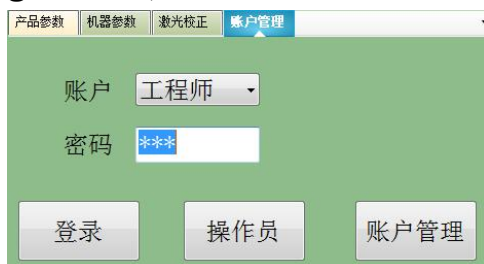 产品参数 机器参数 激光校正 账户管理
账户 工程师
密码 ***
登录 操作员 账户管理